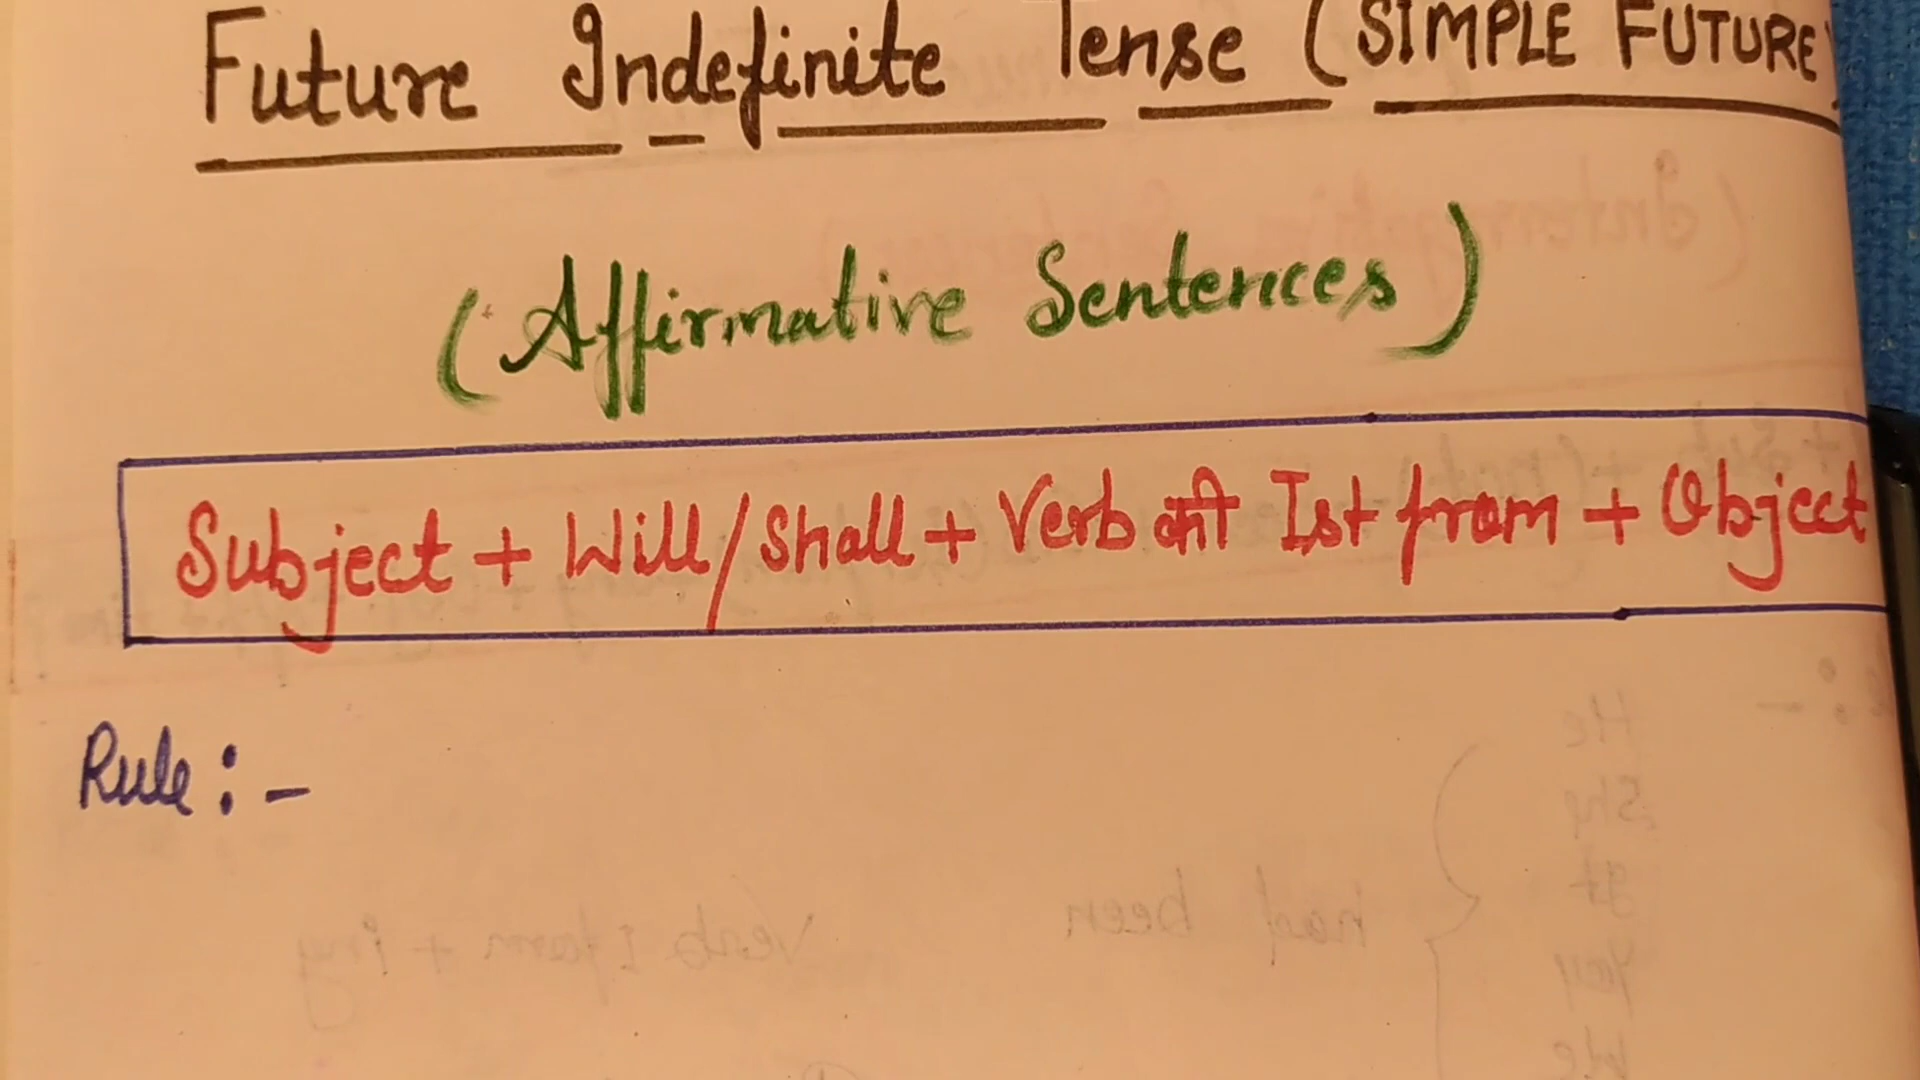 Future Indefinite Tense (SIMPLE FUTURE)
(Affirmative Sentences)
Subject + Will/Shall + Verb की Ist from + Object
Rule : -